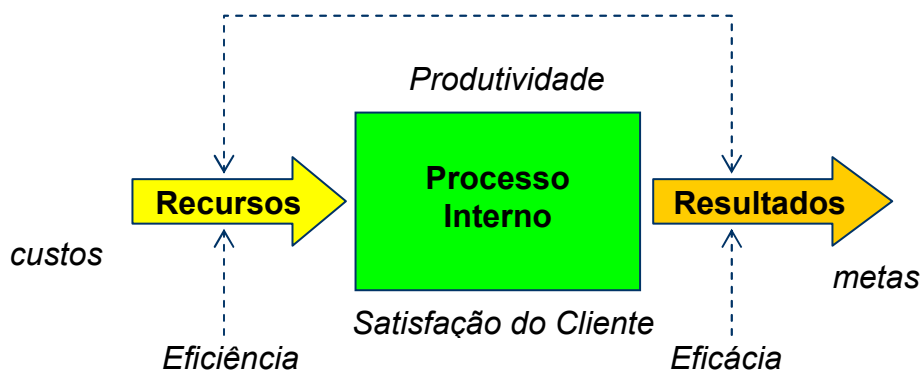 Produtividade
Recursos
Processo
Interno
Resultados
custos
metas
Satisfação do Cliente
Eficiência
Eficácia